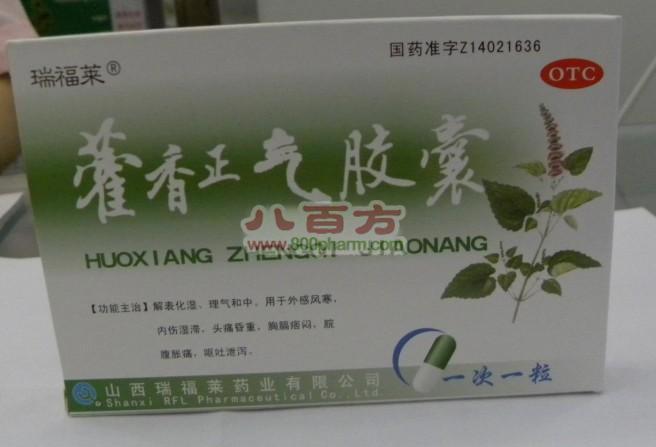 国药准字Z14021636
瑞福莱®
OTC
藿香正气胶囊
八百方
www.800pharm.com
HUOXIANG ZHENGQI JIAONANG
【功能主治】解表化湿、理气和中。用于外感风寒,
内伤湿滞,头痛昏重,胸膈痞闷,脘
腹胀痛,呕吐泄泻。
山西瑞福莱药业有限公司
Shanxi RFL Pharmaceutical Co.,Ltd.
一次一粒